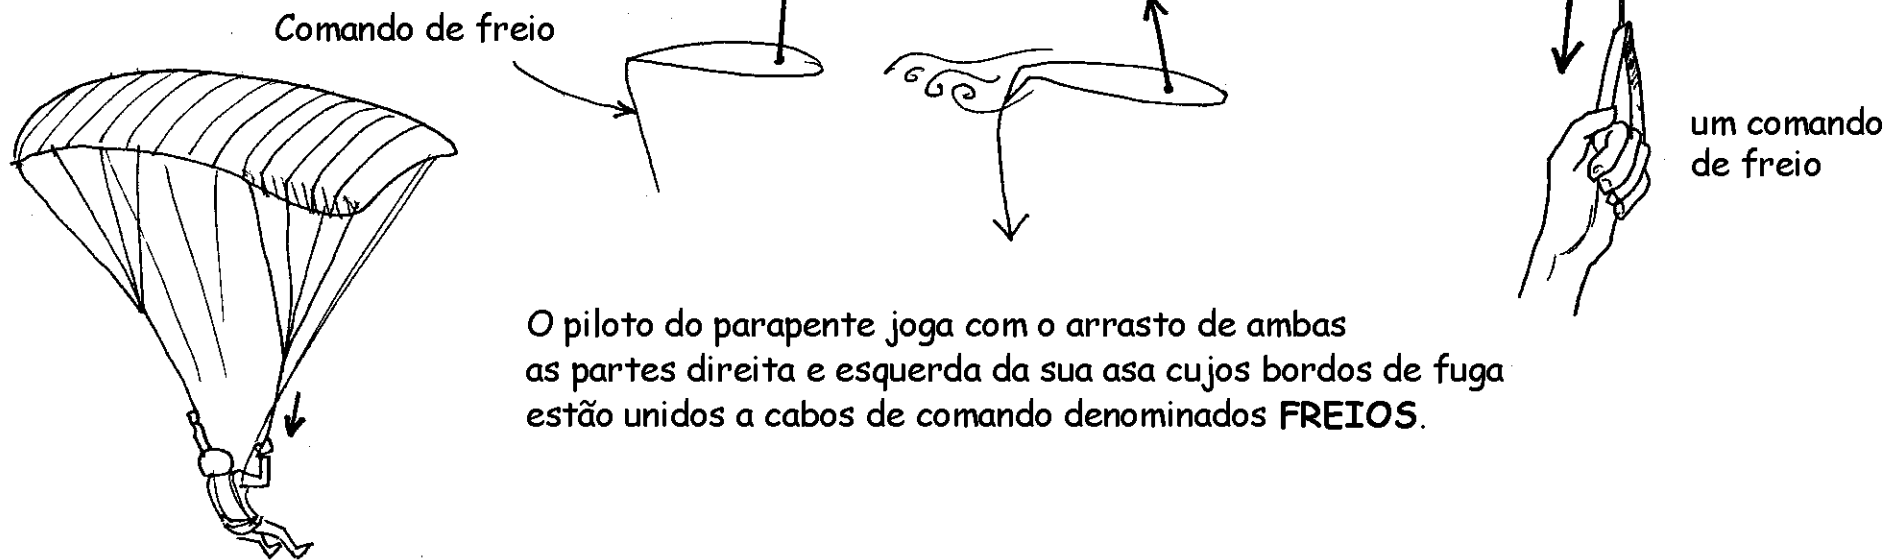 Comando de freio
um comando
de freio
O piloto do parapente joga com o arrasto de ambas
as partes direita e esquerda da sua asa cujos bordos de fuga
estão unidos a cabos de comando denominados FREIOS.